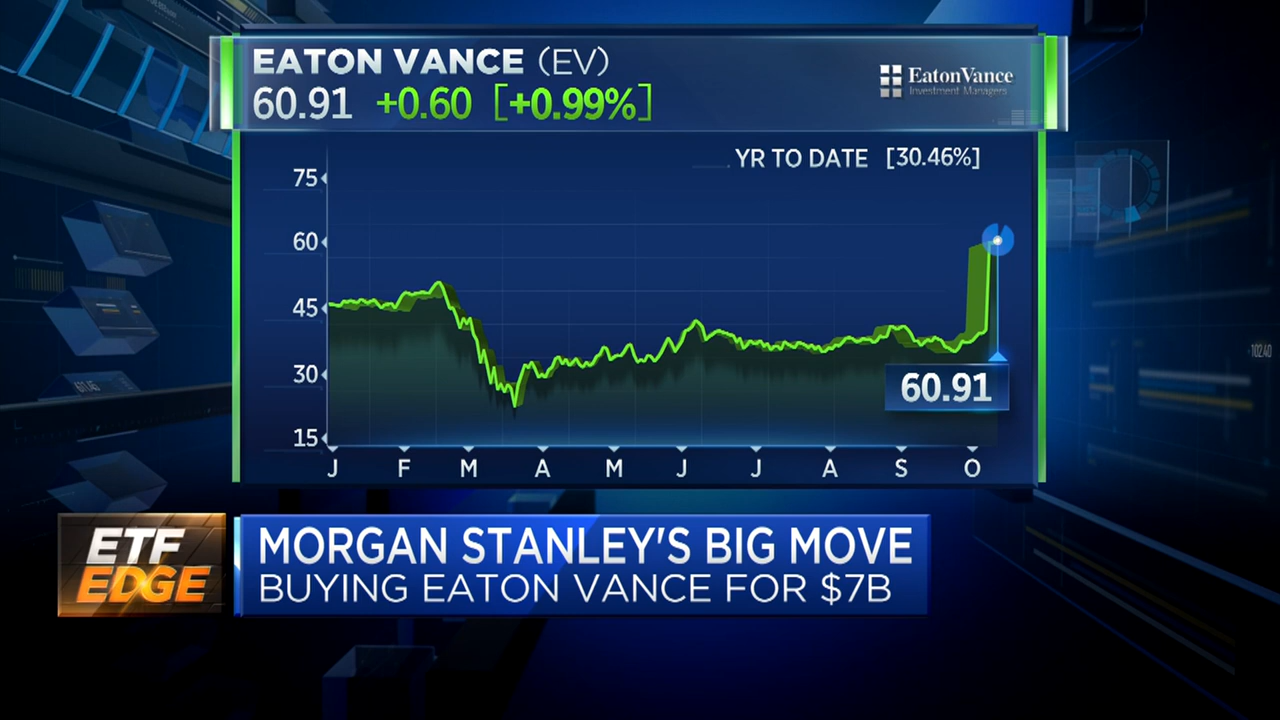 EATON VANCE (EV)
60.91 +0.60 [+0.99%]
EatonVance
Investment Managers
YR TO DATE [30.46%]
75
60
45
30
15
60.91
J F M A M J J A S O
10240
ETF
EDGE
MORGAN STANLEY'S BIG MOVE
BUYING EATON VANCE FOR $7B